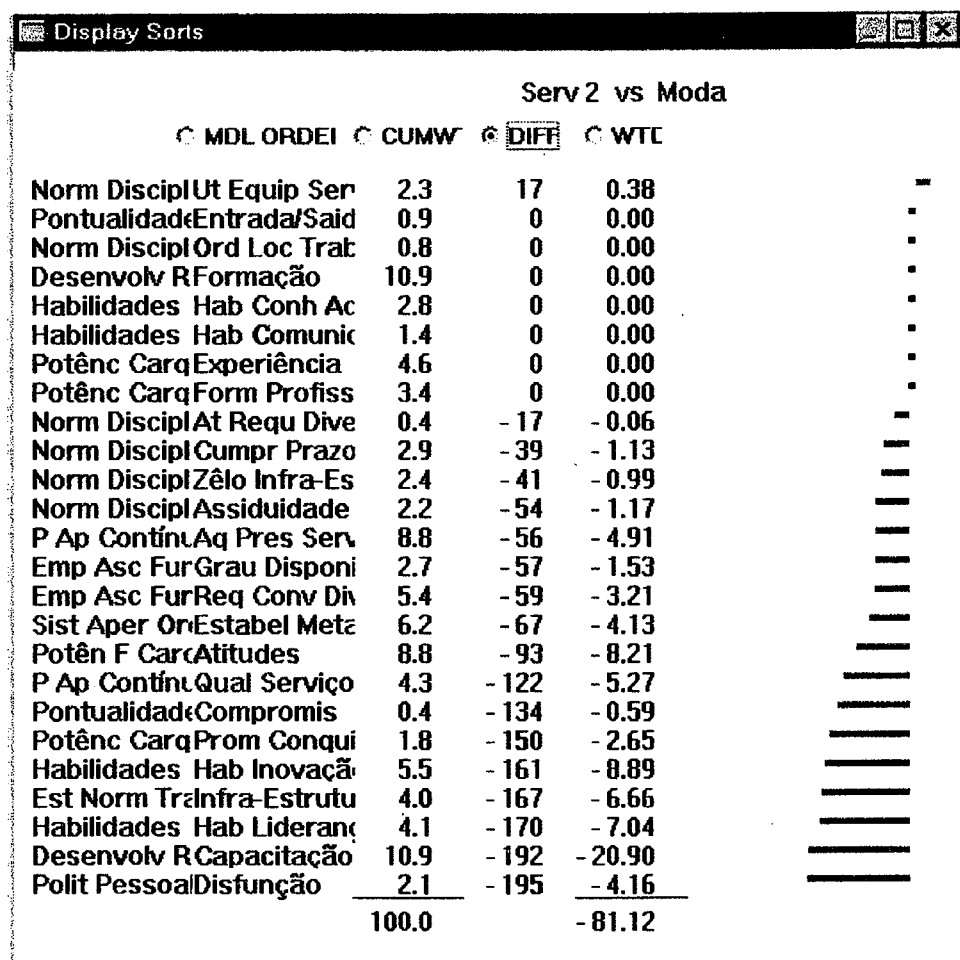 Display Sorts
Serv 2 vs Moda
MDL ORDEI CUMW DIFF WTD
Norm Discipl Ut Equip Ser 2.3 17 0.38
Pontualidade Entrada/Said 0.9 0 0.00
Norm Discipl Ord Loc Trab 0.8 0 0.00
Desenvolv R Formação 10.9 0 0.00
Habilidades Hab Conh Ac 2.8 0 0.00
Habilidades Hab Comunic 1.4 0 0.00
Potênc Carg Experiência 4.6 0 0.00
Potênc Carg Form Profiss 3.4 0 0.00
Norm Discipl At Requ Dive 0.4 - 17 - 0.06
Norm Discipl Cumpr Prazo 2.9 - 39 - 1.13
Norm Discipl Zêlo Infra-Es 2.4 - 41 - 0.99
Norm Discipl Assiduidade 2.2 - 54 - 1.17
P Ap Contínu Aq Pres Serv 8.8 - 56 - 4.91
Emp Asc Fur Grau Disponi 2.7 - 57 - 1.53
Emp Asc Fur Req Conv Div 5.4 - 59 - 3.21
Sist Aper Or Estabel Meta 6.2 - 67 - 4.13
Potên F Carc Atitudes 8.8 - 93 - 8.21
P Ap Contínu Qual Serviço 4.3 - 122 - 5.27
Pontualidade Compromis 0.4 - 134 - 0.59
Potênc Carg Prom Conqui 1.8 - 150 - 2.65
Habilidades Hab Inovaçã 5.5 - 161 - 8.89
Est Norm Tra Infra-Estrutu 4.0 - 167 - 6.66
Habilidades Hab Lideranç 4.1 - 170 - 7.04
Desenvolv R Capacitação 10.9 - 192 - 20.90
Polit Pessoal Disfunção 2.1 - 195 - 4.16
100.0 - 81.12